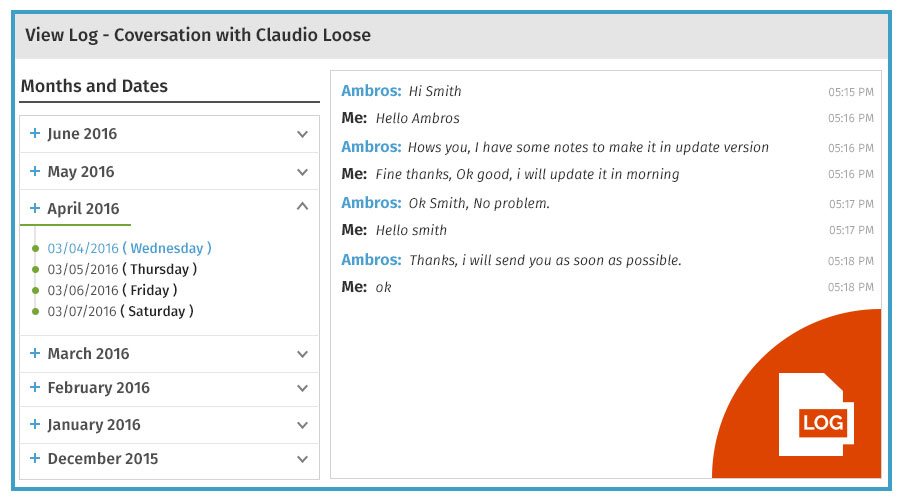 View Log - Coversation with Claudio Loose
Months and Dates
+ June 2016
+ May 2016
+ April 2016
03/04/2016 ( Wednesday )
03/05/2016 ( Thursday )
03/06/2016 ( Friday )
03/07/2016 ( Saturday )
+ March 2016
+ February 2016
+ January 2016
+ December 2015
Ambros: Hi Smith 05:15 PM
Me: Hello Ambros 05:16 PM
Ambros: Hows you, I have some notes to make it in update version 05:16 PM
Me: Fine thanks, Ok good, i will update it in morning 05:16 PM
Ambros: Ok Smith, No problem. 05:17 PM
Me: Hello smith 05:17 PM
Ambros: Thanks, i will send you as soon as possible. 05:18 PM
Me: ok 05:18 PM
LOG